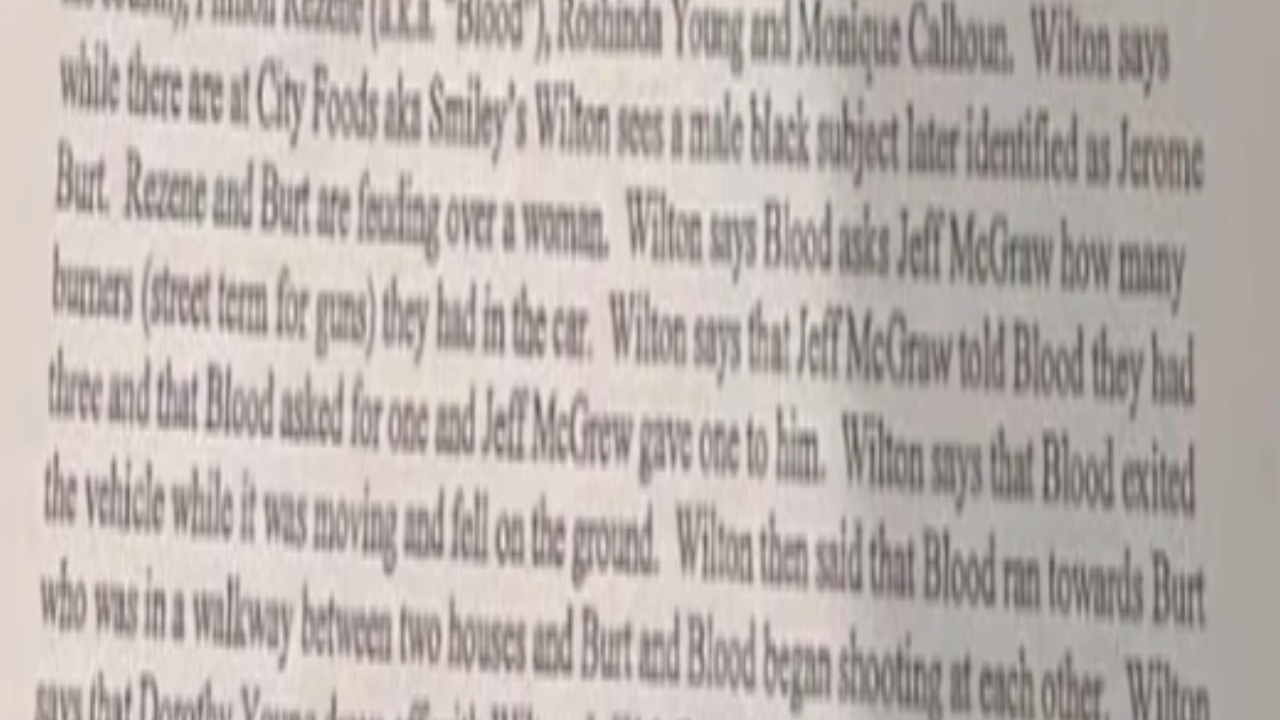 Rezene (a.k.a. "Blood"), Roshinda Young and Monique Calhoun. Wilton says
while there are at City Foods aka Smiley's Wilton sees a male black subject later identified as Jerome
Burt. Rezene and Burt are feuding over a woman. Wilton says Blood asks Jeff McGraw how many
burners (street term for guns) they had in the car. Wilton says that Jeff McGraw told Blood they had
three and that Blood asked for one and Jeff McGrew gave one to him. Wilton says that Blood exited
the vehicle while it was moving and fell on the ground. Wilton then said that Blood ran towards Burt
who was in a walkway between two houses and Burt and Blood began shooting at each other. Wilton
says that Dorothy Young drove off with